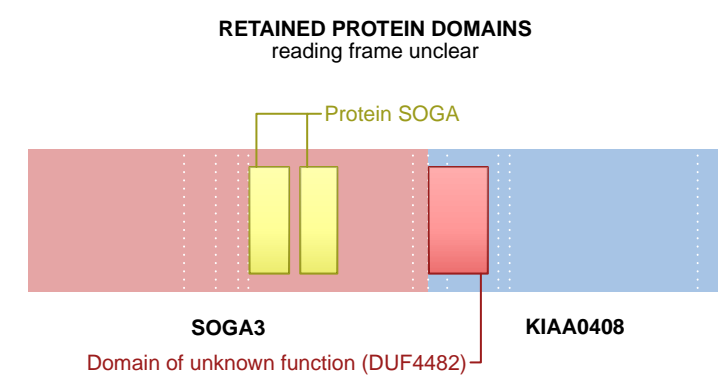 RETAINED PROTEIN DOMAINS
reading frame unclear
Protein SOGA
SOGA3
KIAA0408
Domain of unknown function (DUF4482)